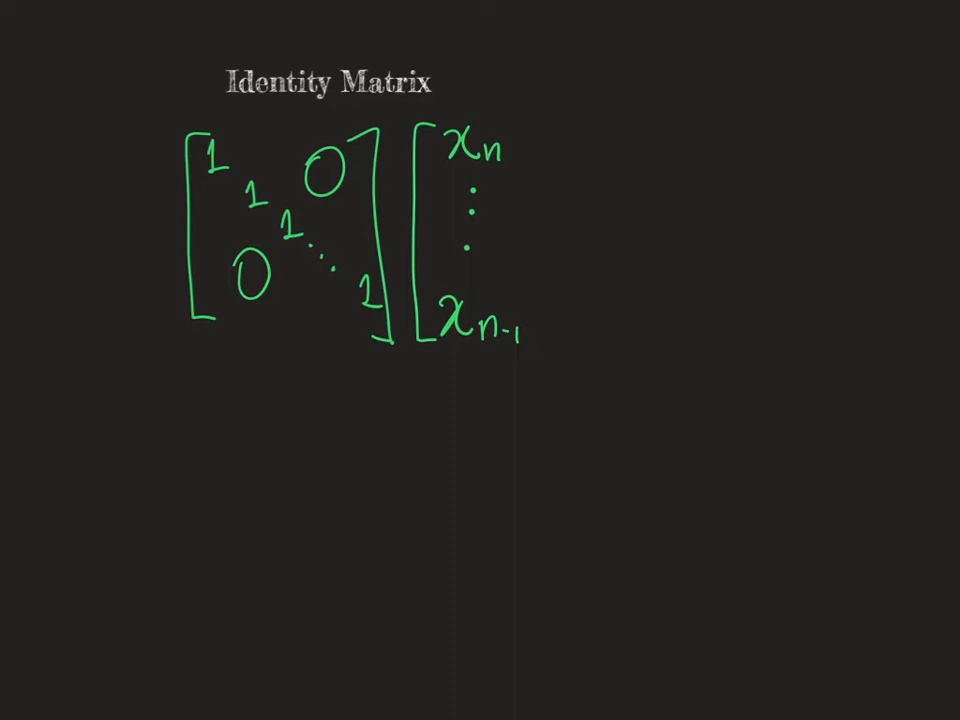 Identity Matrix
1 0 x_n
1
1
0 ⋱ ⋮
1 x_{n-1}